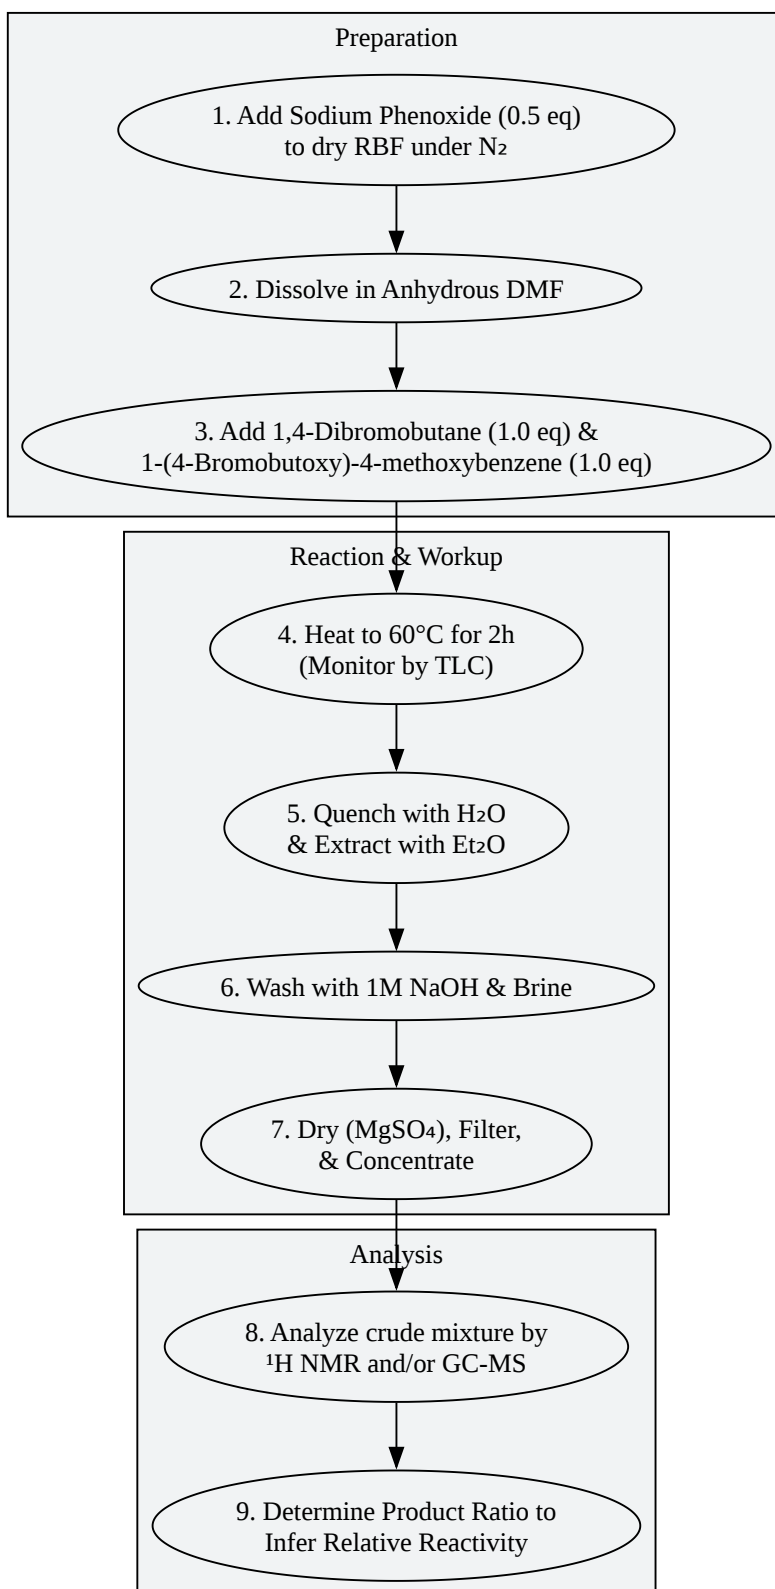 Preparation
1. Add Sodium Phenoxide (0.5 eq)
to dry RBF under N₂
2. Dissolve in Anhydrous DMF
3. Add 1,4-Dibromobutane (1.0 eq) &
1-(4-Bromobutoxy)-4-methoxybenzene (1.0 eq)
Reaction & Workup
4. Heat to 60°C for 2h
(Monitor by TLC)
5. Quench with H₂O
& Extract with Et₂O
6. Wash with 1M NaOH & Brine
7. Dry (MgSO₄), Filter,
& Concentrate
Analysis
8. Analyze crude mixture by
¹H NMR and/or GC-MS
9. Determine Product Ratio to
Infer Relative Reactivity